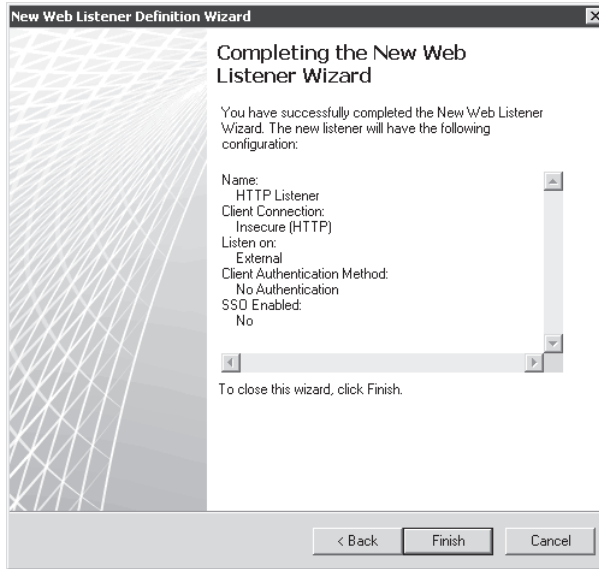 New Web Listener Definition Wizard
Completing the New Web
Listener Wizard
You have successfully completed the New Web Listener
Wizard. The new listener will have the following
configuration:
Name:
HTTP Listener
Client Connection:
Insecure (HTTP)
Listen on:
External
Client Authentication Method:
No Authentication
SSO Enabled:
No
To close this wizard, click Finish.
< Back
Finish
Cancel